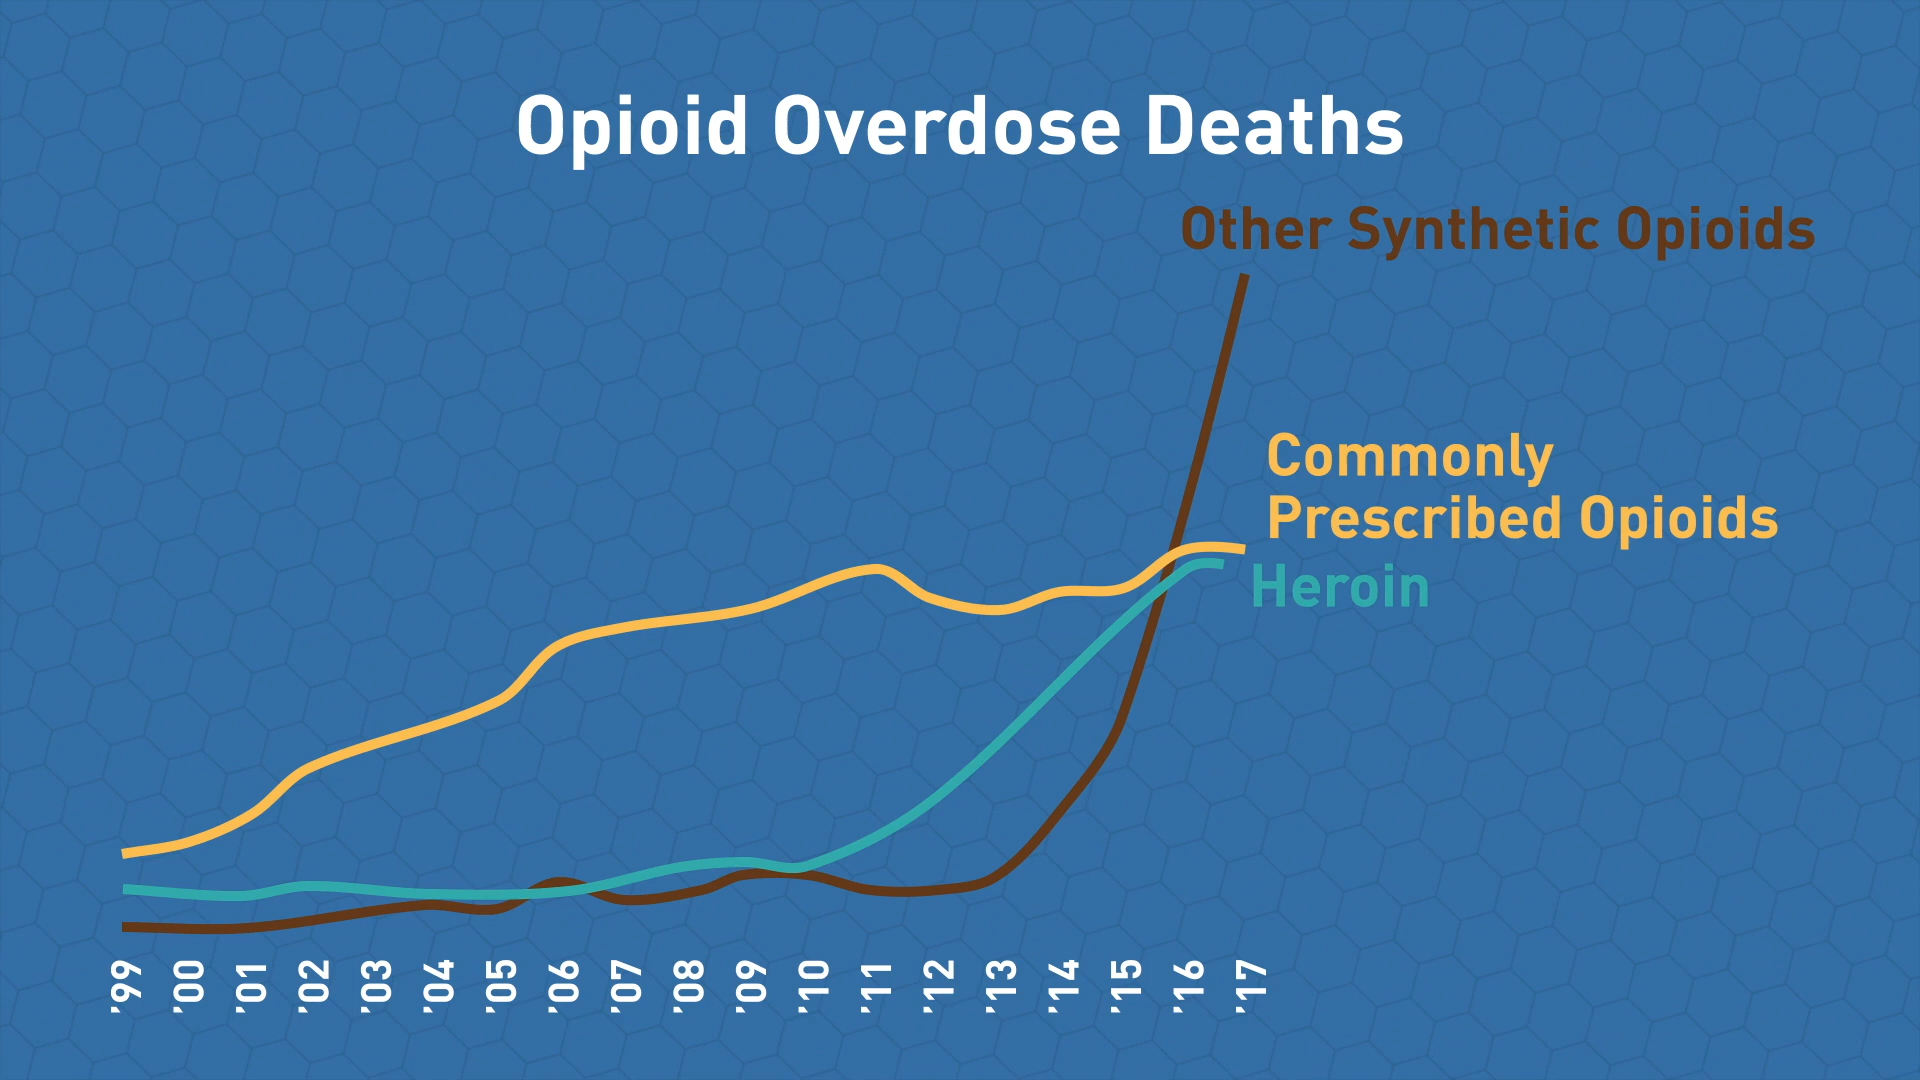 Opioid Overdose Deaths
Other Synthetic Opioids
Commonly
Prescribed Opioids
Heroin
’99 ’00 ’01 ’02 ’03 ’04 ’05 ’06 ’07 ’08 ’09 ’10 ’11 ’12 ’13 ’14 ’15 ’16 ’17